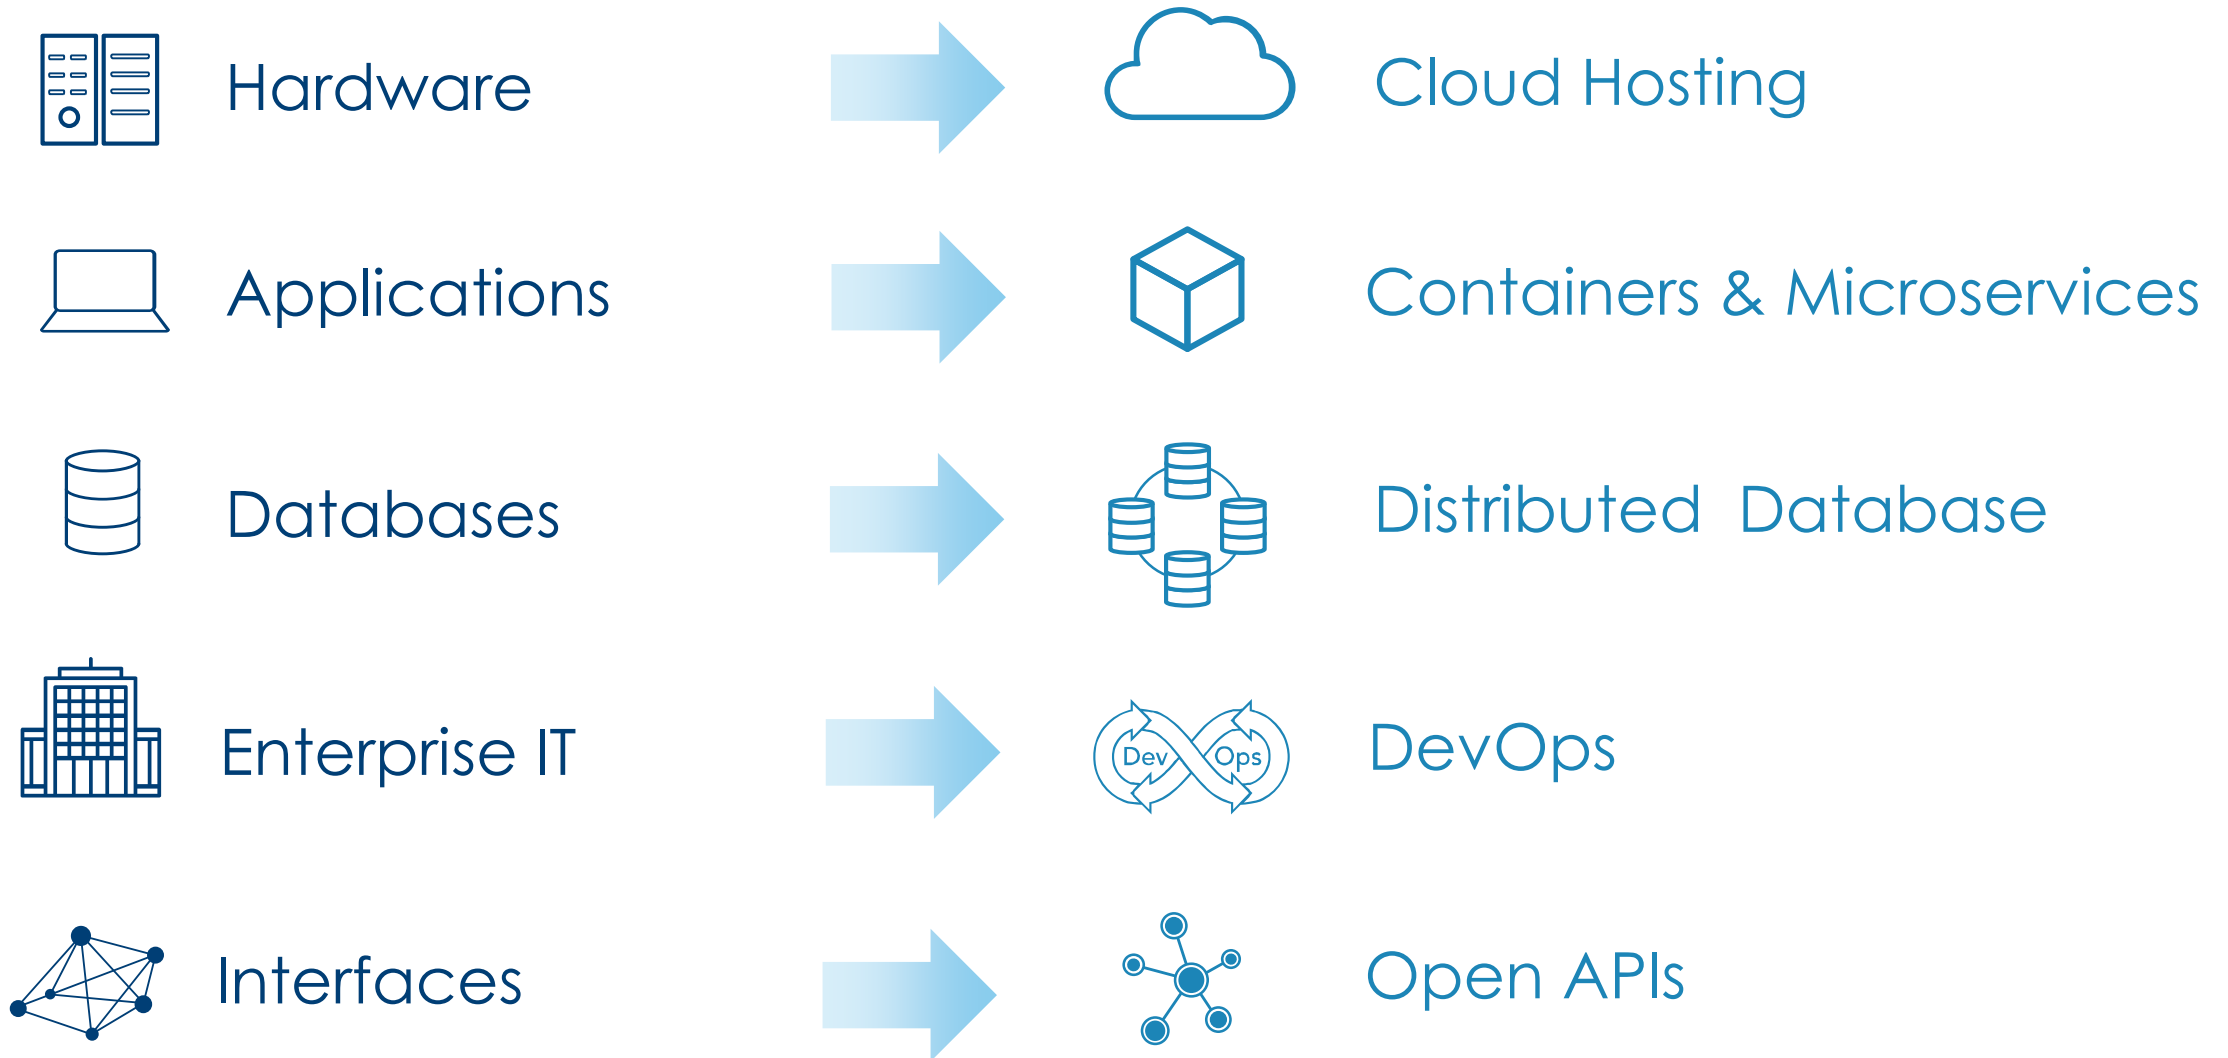 Hardware
Cloud Hosting
Applications
Containers & Microservices
Databases
Distributed Database
Enterprise IT
Dev Ops
DevOps
Interfaces
Open APIs